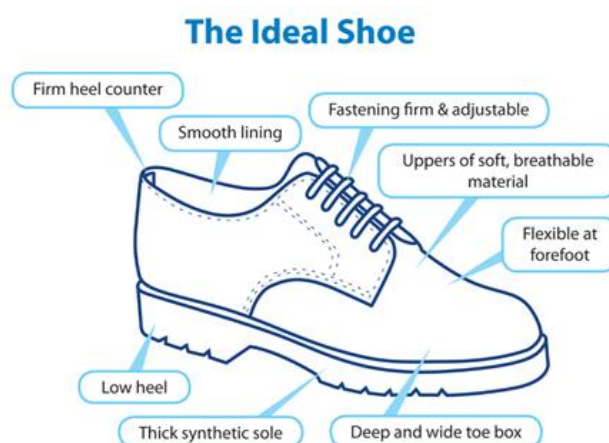 The Ideal Shoe
Firm heel counter
Smooth lining
Fastening firm & adjustable
Uppers of soft, breathable
material
Flexible at
forefoot
Low heel
Thick synthetic sole
Deep and wide toe box